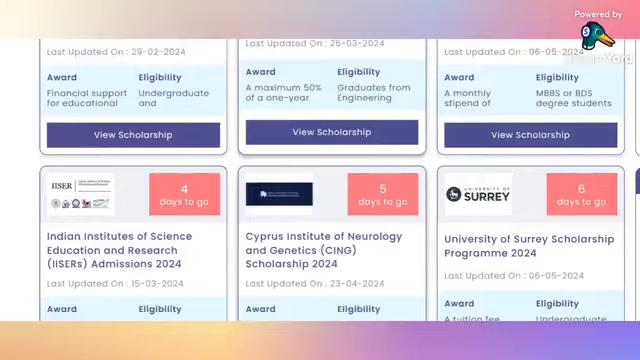 Powered by
Yard
Last Updated On : 29-02-2024
Last Updated On : 26-03-2024
Last Updated On : 06-05-2024
Award
Eligibility
Financial support for educational
Undergraduate and
Award
Eligibility
A maximum 50% of a one-year
Graduates from Engineering
Award
Eligibility
A monthly stipend of
MBBS or BDS degree students
View Scholarship
View Scholarship
View Scholarship
IISER
4
days to go
5
days to go
UNIVERSITY OF
SURREY
6
days to go
Indian Institutes of Science
Education and Research
(IISERs) Admissions 2024
Last Updated On : 15-03-2024
Cyprus Institute of Neurology
and Genetics (CING)
Scholarship 2024
Last Updated On : 23-04-2024
University of Surrey Scholarship
Programme 2024
Last Updated On : 06-05-2024
Award
Eligibility
Award
Eligibility
Award
Eligibility
A tuition fee
Undergraduate